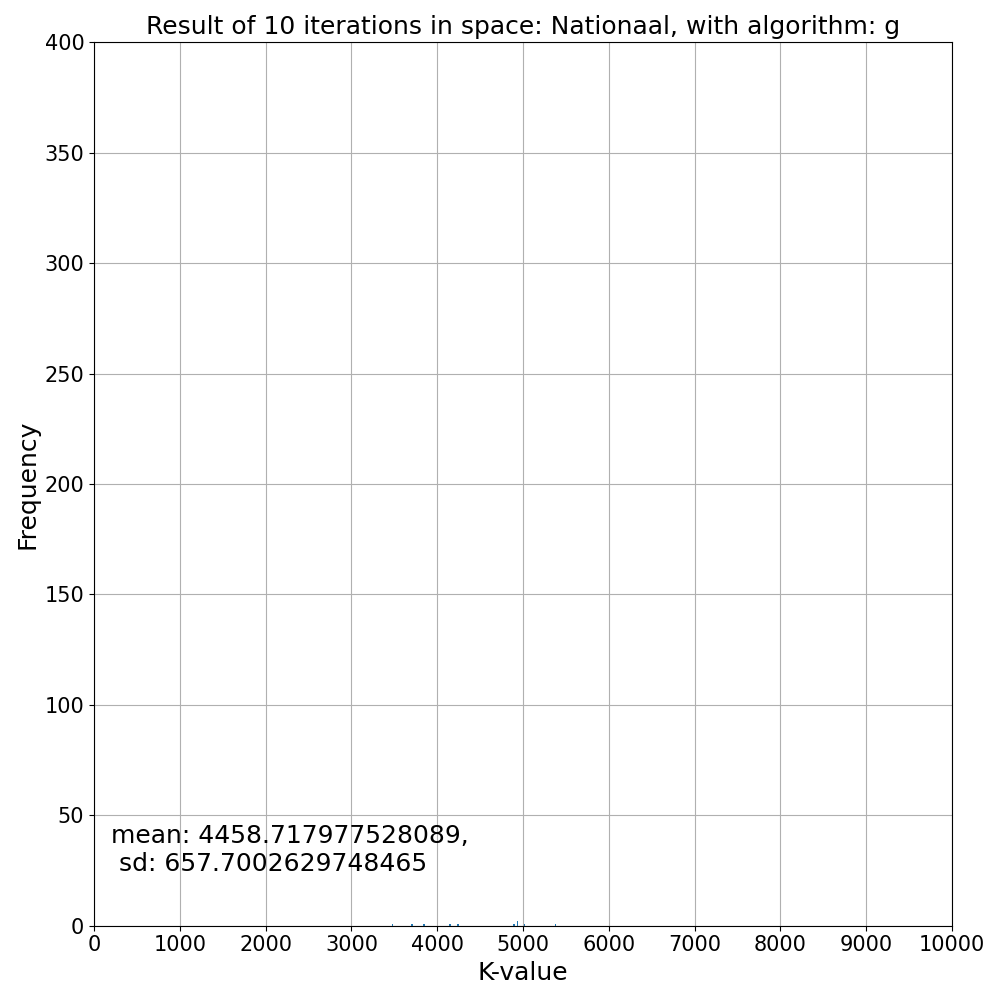 Result of 10 iterations in space: Nationaal, with algorithm: g
400
350
300
250
200
150
100
50
0
Frequency
mean: 4458.717977528089,
sd: 657.7002629748465
0 1000 2000 3000 4000 5000 6000 7000 8000 9000 10000
K-value